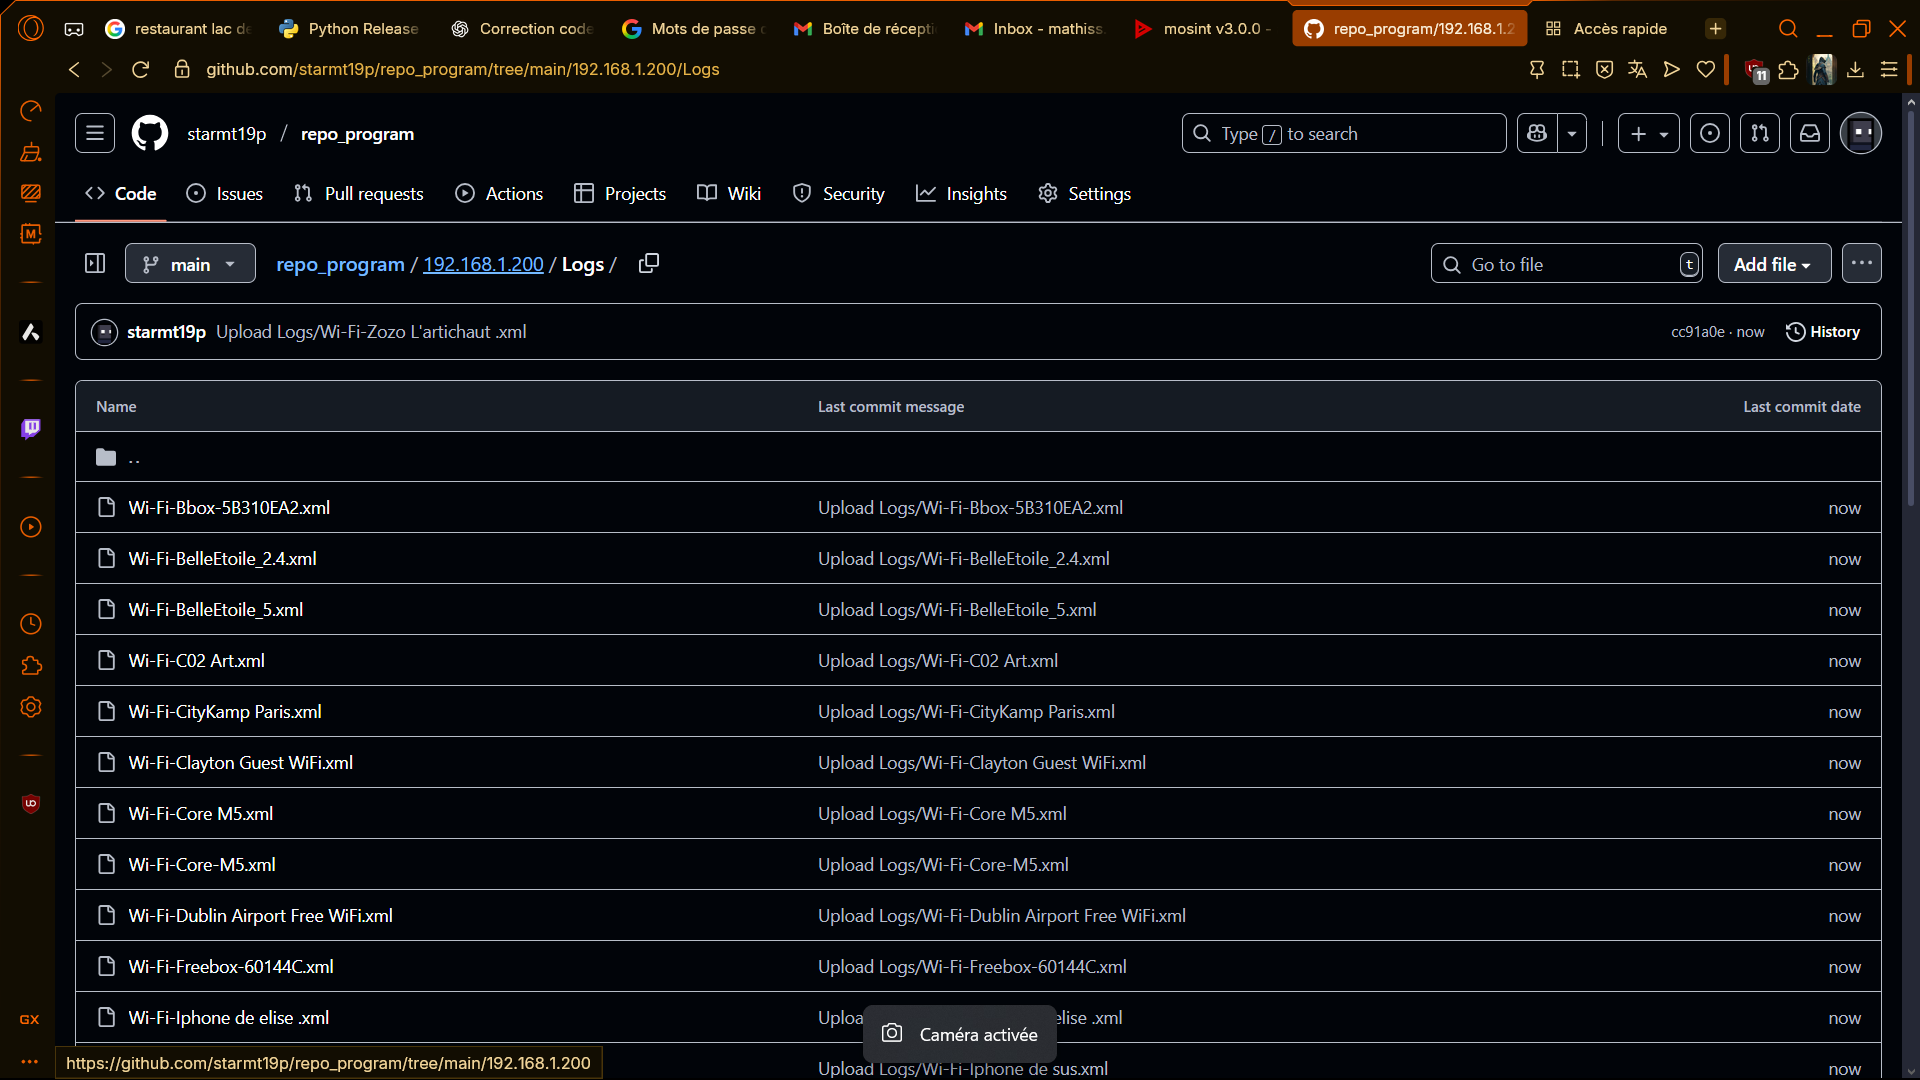 restaurant lac de
Python Release
Correction code
Mots de passe
Boîte de récepti
Inbox - mathiss.
mosint v3.0.0 -
repo_program/192.168.1.2
Accès rapide
github.com/starmt19p/repo_program/tree/main/192.168.1.200/Logs
11
starmt19p / repo_program
Type / to search
Code
Issues
Pull requests
Actions
Projects
Wiki
Security
Insights
Settings
main
repo_program / 192.168.1.200 / Logs /
Go to file
t
Add file
starmt19p Upload Logs/Wi-Fi-Zozo L'artichaut .xml
cc91a0e · now
History
Name Last commit message Last commit date
..
Wi-Fi-Bbox-5B310EA2.xml Upload Logs/Wi-Fi-Bbox-5B310EA2.xml now
Wi-Fi-BelleEtoile_2.4.xml Upload Logs/Wi-Fi-BelleEtoile_2.4.xml now
Wi-Fi-BelleEtoile_5.xml Upload Logs/Wi-Fi-BelleEtoile_5.xml now
Wi-Fi-C02 Art.xml Upload Logs/Wi-Fi-C02 Art.xml now
Wi-Fi-CityKamp Paris.xml Upload Logs/Wi-Fi-CityKamp Paris.xml now
Wi-Fi-Clayton Guest WiFi.xml Upload Logs/Wi-Fi-Clayton Guest WiFi.xml now
Wi-Fi-Core M5.xml Upload Logs/Wi-Fi-Core M5.xml now
Wi-Fi-Core-M5.xml Upload Logs/Wi-Fi-Core-M5.xml now
Wi-Fi-Dublin Airport Free WiFi.xml Upload Logs/Wi-Fi-Dublin Airport Free WiFi.xml now
Wi-Fi-Freebox-60144C.xml Upload Logs/Wi-Fi-Freebox-60144C.xml now
Wi-Fi-Iphone de elise .xml Uploa elise .xml now
Caméra activée
Upload Logs/Wi-Fi-Iphone de sus.xml now
GX
https://github.com/starmt19p/repo_program/tree/main/192.168.1.200